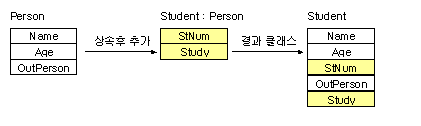 Person
Name
Age
OutPerson
상속후 추가
Student : Person
StNum
Study
결과 클래스
Student
Name
Age
StNum
OutPerson
Study